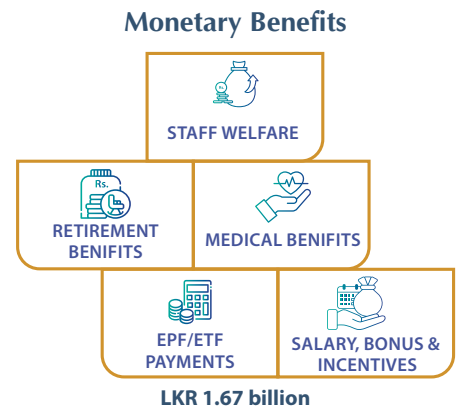 Monetary Benefits
Rs.
STAFF WELFARE
Rs.
RETIREMENT
BENIFITS
MEDICAL BENIFITS
EPF/ETF
PAYMENTS
SALARY, BONUS &
INCENTIVES
LKR 1.67 billion